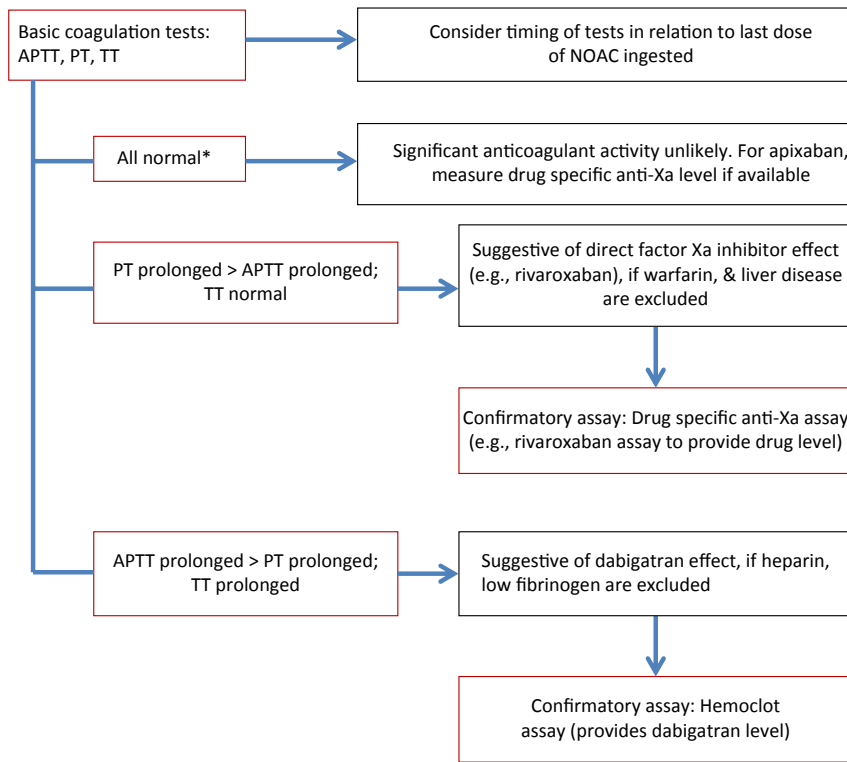 Basic coagulation tests:
APTT, PT, TT
Consider timing of tests in relation to last dose
of NOAC ingested
All normal*
Significant anticoagulant activity unlikely. For apixaban,
measure drug specific anti-Xa level if available
PT prolonged > APTT prolonged;
TT normal
Suggestive of direct factor Xa inhibitor effect
(e.g., rivaroxaban), if warfarin, & liver disease
are excluded
Confirmatory assay: Drug specific anti-Xa assay
(e.g., rivaroxaban assay to provide drug level)
APTT prolonged > PT prolonged;
TT prolonged
Suggestive of dabigatran effect, if heparin,
low fibrinogen are excluded
Confirmatory assay: Hemoclot
assay (provides dabigatran level)